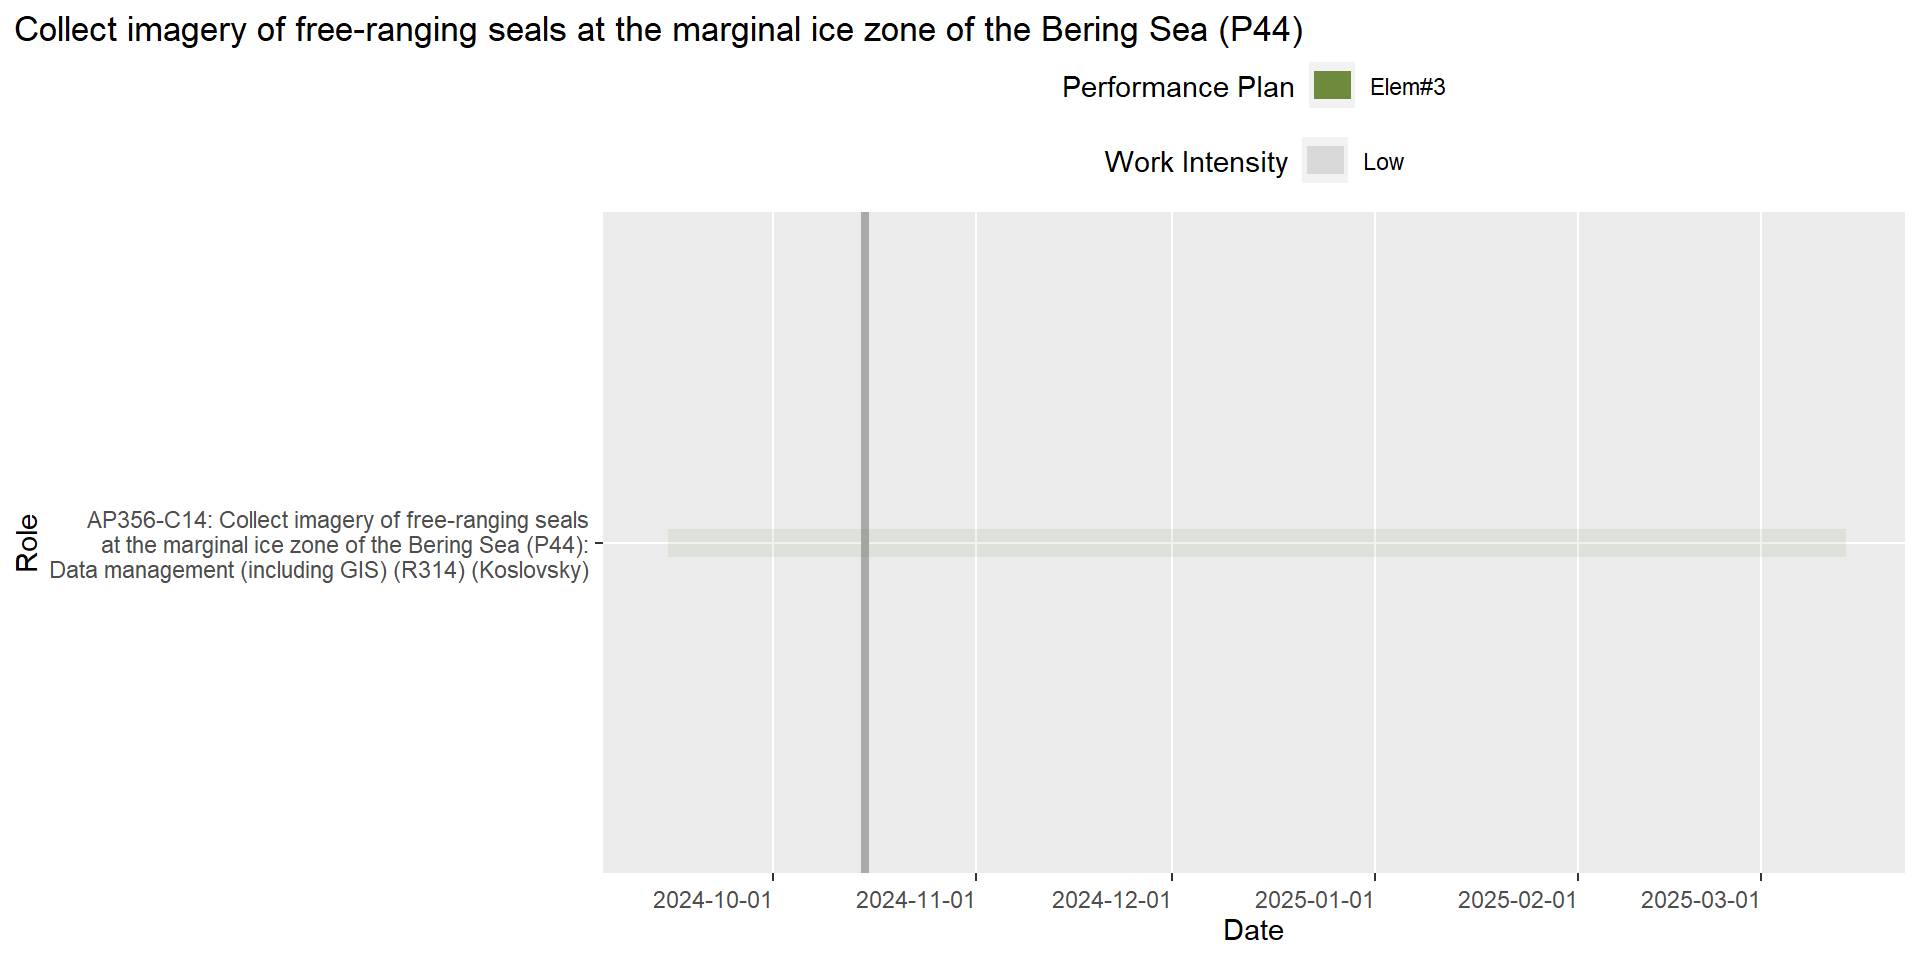 Collect imagery of free-ranging seals at the marginal ice zone of the Bering Sea (P44)
Performance Plan
Elem#3
Work Intensity
Low
Role
AP356-C14: Collect imagery of free-ranging seals
at the marginal ice zone of the Bering Sea (P44):
Data management (including GIS) (R314) (Koslovsky)
2024-10-01
2024-11-01
2024-12-01
2025-01-01
2025-02-01
2025-03-01
Date